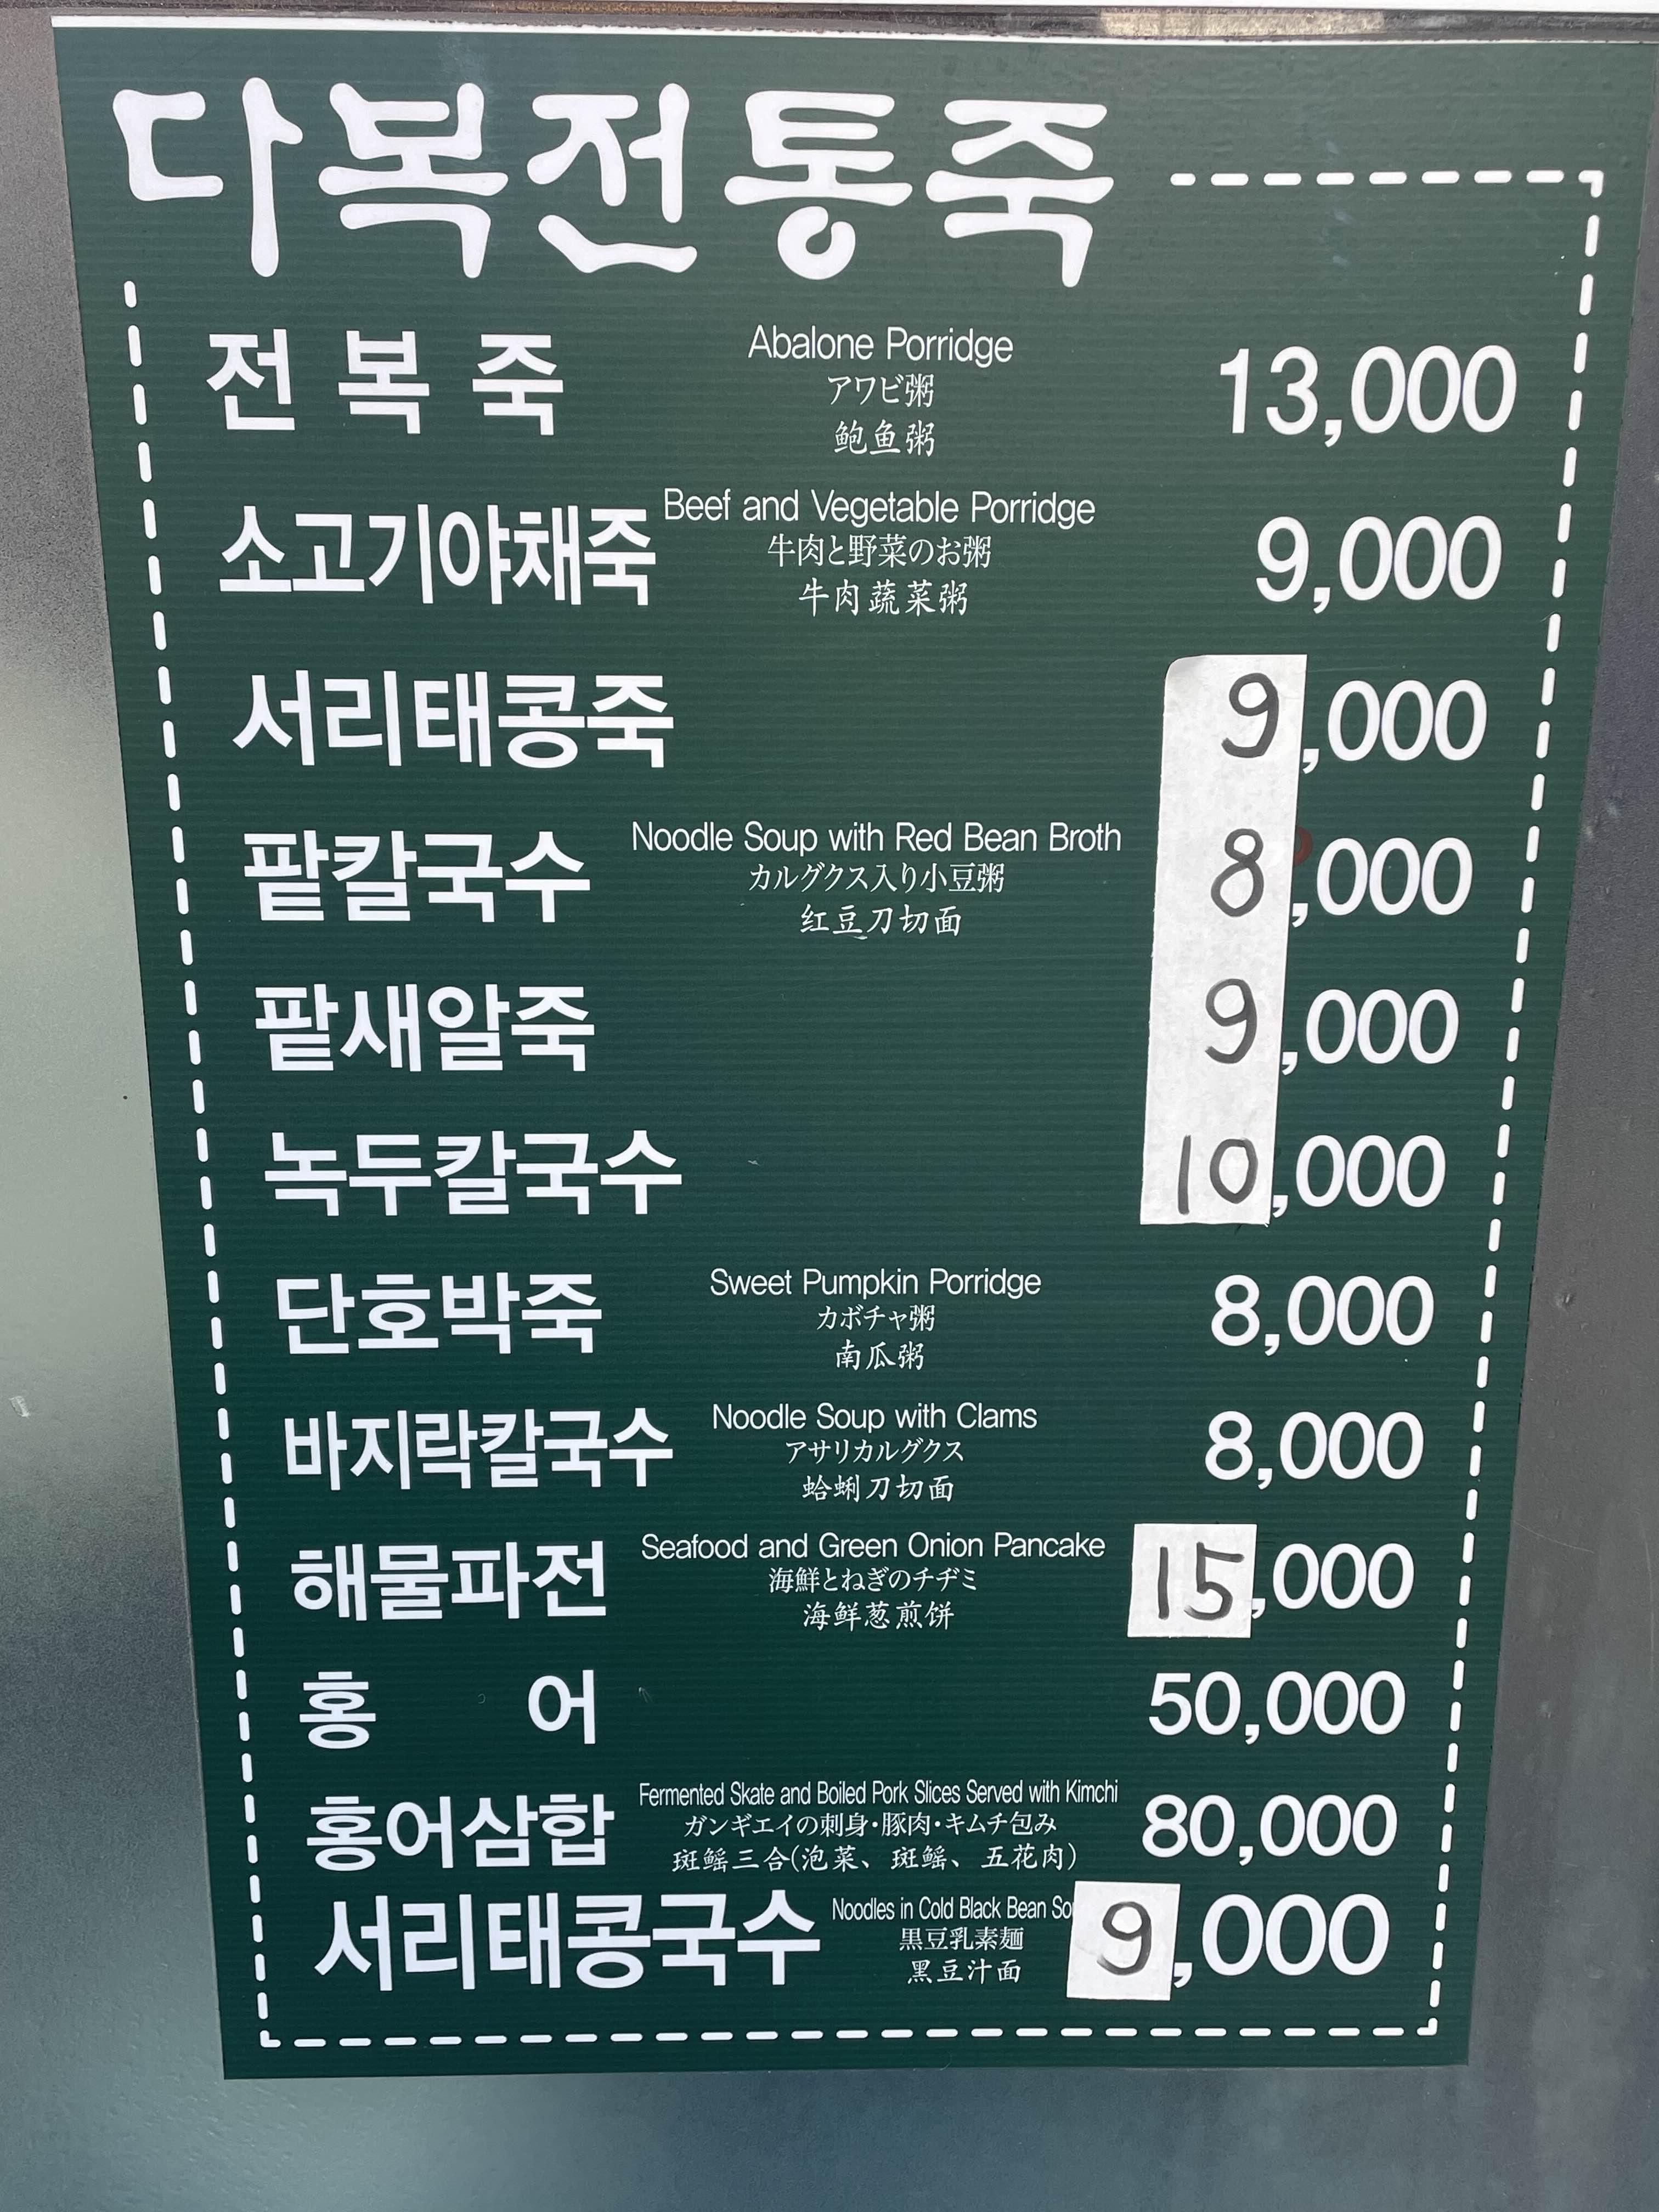 다복전통죽
전복죽 Abalone Porridge 13,000
アワビ粥
鲍鱼粥
소고기야채죽 Beef and Vegetable Porridge 9,000
牛肉と野菜のお粥
牛肉蔬菜粥
서리태콩죽 9,000
팥칼국수 Noodle Soup with Red Bean Broth 8,000
カルグクス入り小豆粥
红豆刀切面
팥새알죽 9,000
녹두칼국수 10,000
단호박죽 Sweet Pumpkin Porridge 8,000
カボチャ粥
南瓜粥
바지락칼국수 Noodle Soup with Clams 8,000
アサリカルグクス
蛤蜊刀切面
해물파전 Seafood and Green Onion Pancake 15,000
海鮮とねぎのチヂミ
海鲜葱煎饼
홍어 50,000
홍어삼합 Fermented Skate and Boiled Pork Slices Served with Kimchi 80,000
ガンギエイの刺身・豚肉・キムチ包み
斑鳐三合(泡菜、斑鳐、五花肉)
서리태콩국수 Noodles in Cold Black Bean 9,000
黒豆乳素麺
黑豆汁面